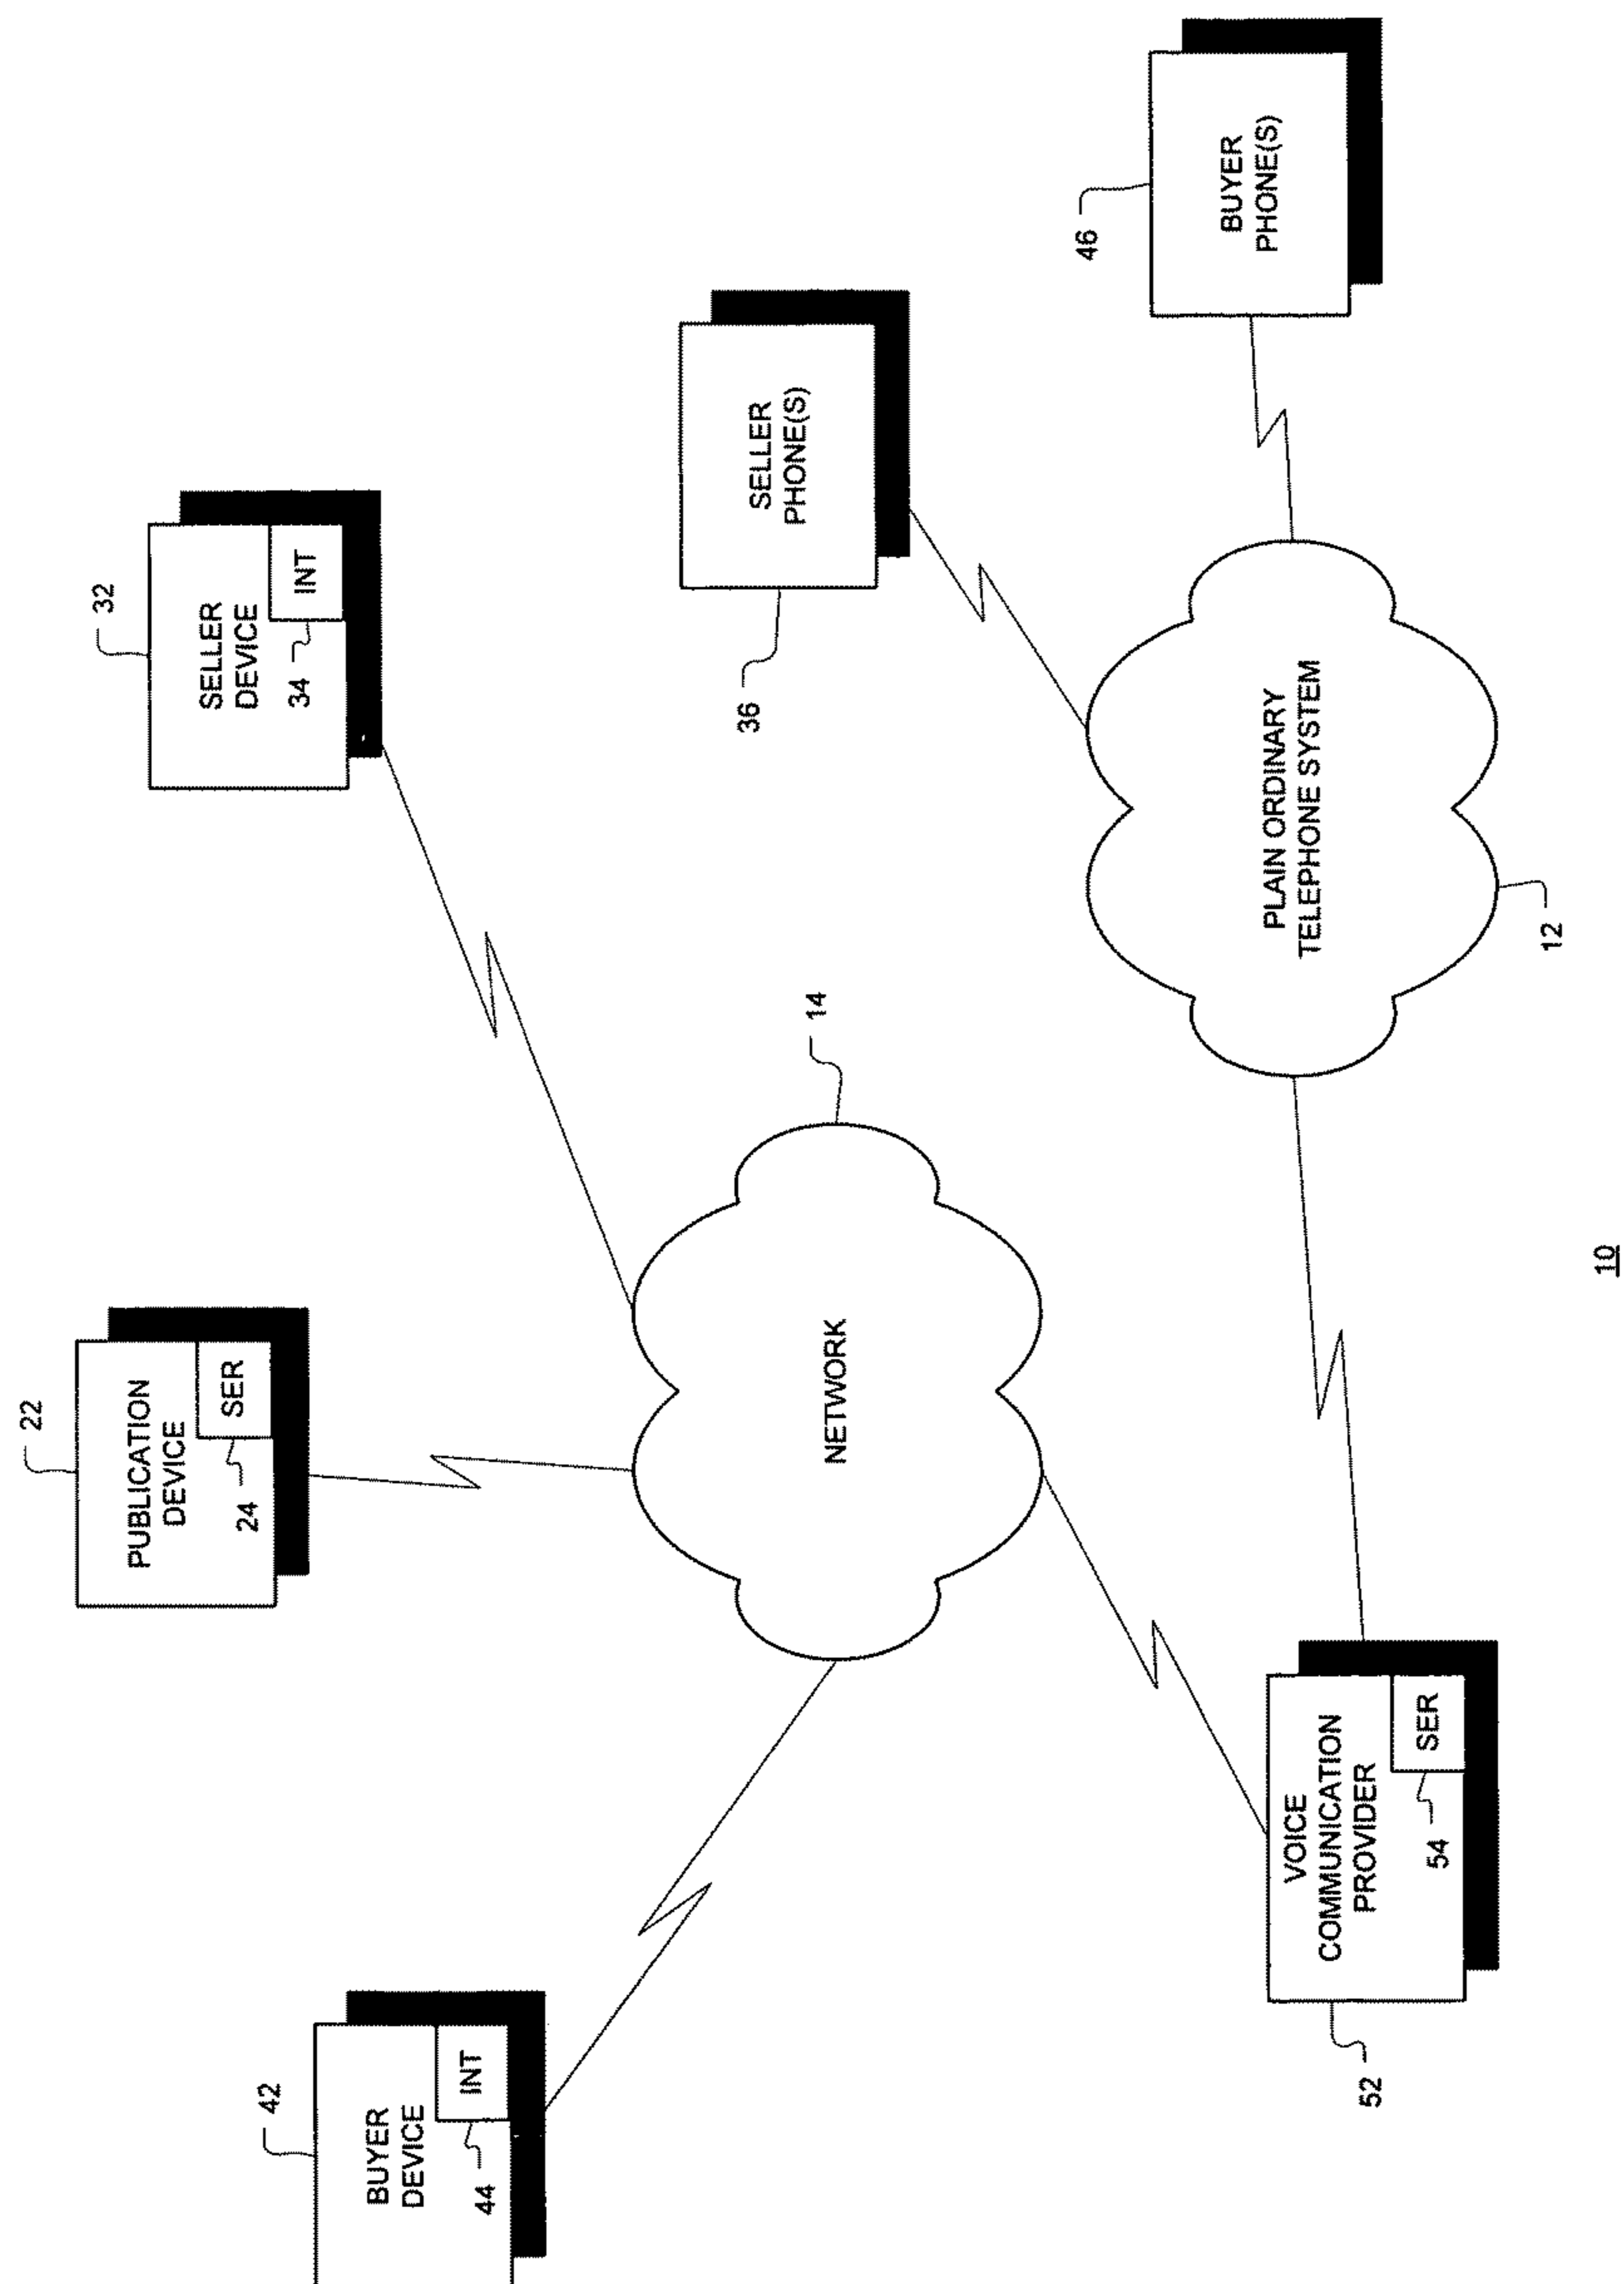 42
BUYER
DEVICE
INT
44
22
PUBLICATION
DEVICE
SER
24
32
SELLER
DEVICE
INT
34
14
NETWORK
SELLER
PHONE(S)
36
52
VOICE
COMMUNICATION
PROVIDER
SER
54
PLAIN ORDINARY
TELEPHONE SYSTEM
12
46
BUYER
PHONE(S)
10